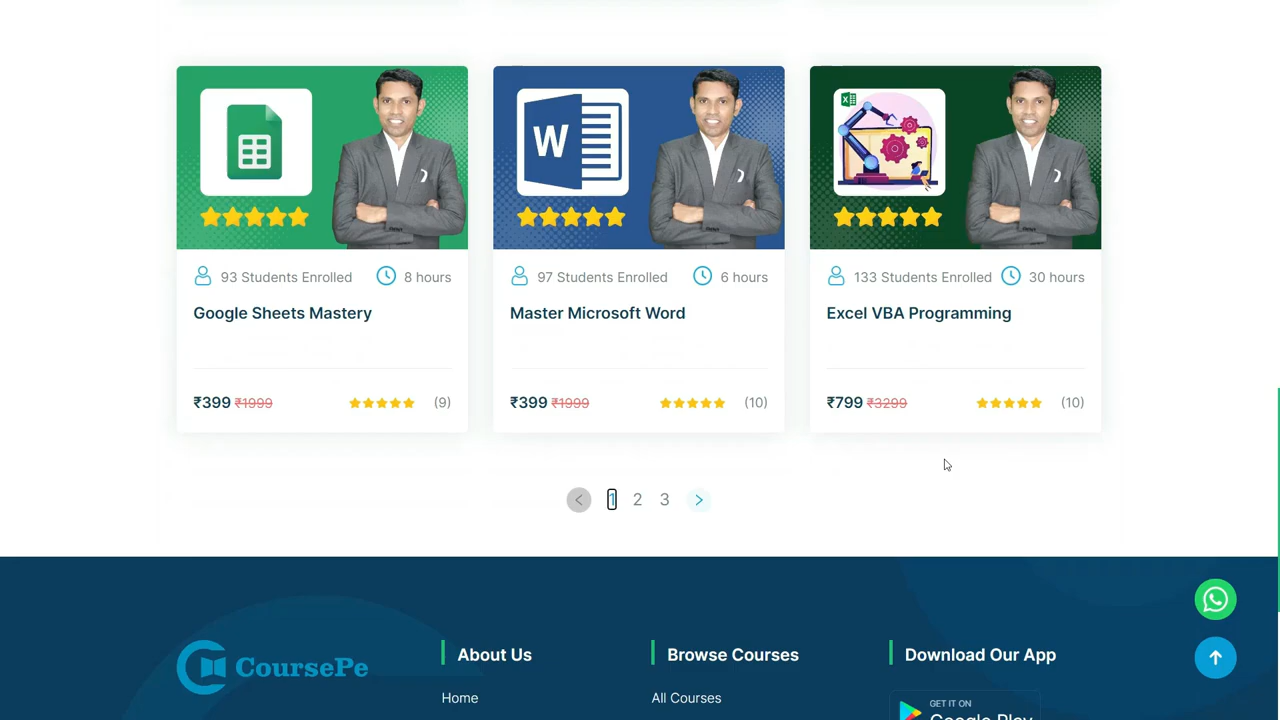 W
93 Students Enrolled 8 hours
97 Students Enrolled 6 hours
133 Students Enrolled 30 hours
Google Sheets Mastery
Master Microsoft Word
Excel VBA Programming
₹399 ₹1999 (9)
₹399 ₹1999 (10)
₹799 ₹3299 (10)
1 2 3
CoursePe
About Us
Browse Courses
Download Our App
Home
All Courses
GET IT ON
Google Play